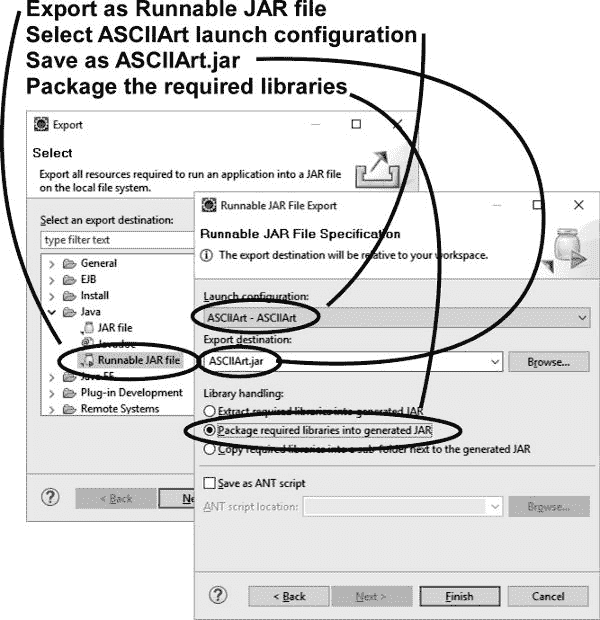 Export as Runnable JAR file
Select ASCIIArt launch configuration
Save as ASCIIArt.jar
Package the required libraries
Export
Select
Export all resources required to run an application into a JAR file
on the local file system.
Select an export destination:
type filter text
General
EJB
Install
Java
JAR file
Javadoc
Runnable JAR file
Java EE
Plug-in Development
Remote Systems
< Back
Ne
Runnable JAR File Export
Runnable JAR File Specification
The export destination will be relative to your workspace.
Launch configuration:
ASCIIArt - ASCIIArt
Export destination:
ASCIIArt.jar
Browse...
Library handling:
Extract required libraries into generated JAR
Package required libraries into generated JAR
Copy required libraries into a sub-folder next to the generated JAR
Save as ANT script
ANT script location:
Browse...
< Back
Next >
Finish
Cancel